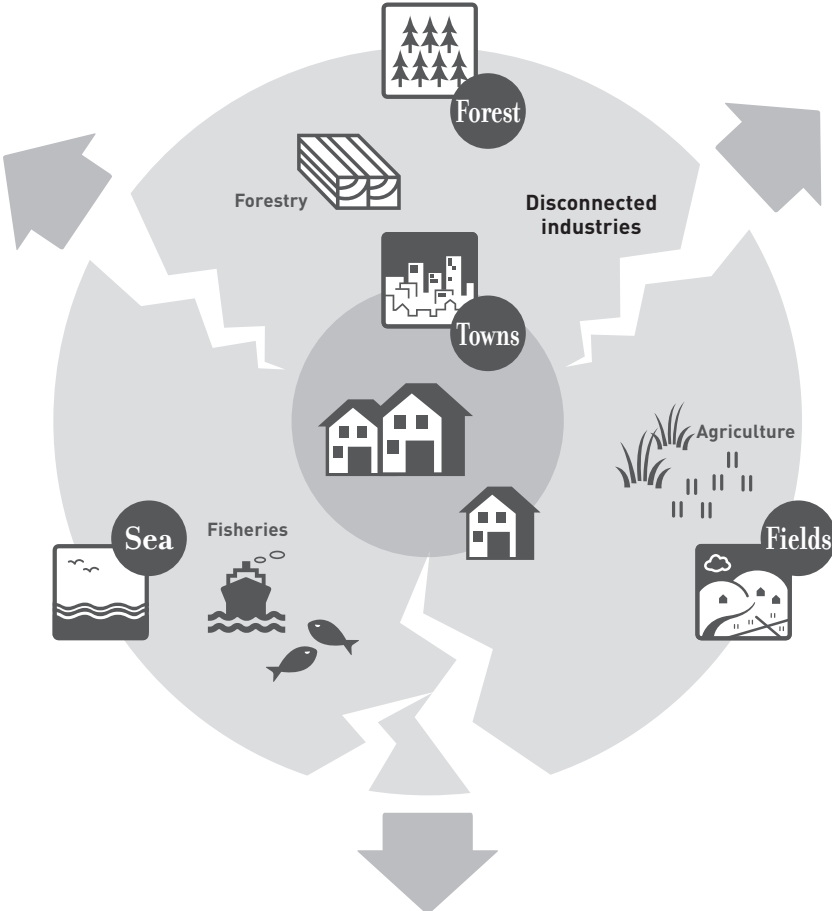 Forest
Forestry
Disconnected
industries
Towns
Agriculture
Sea
Fisheries
Fields